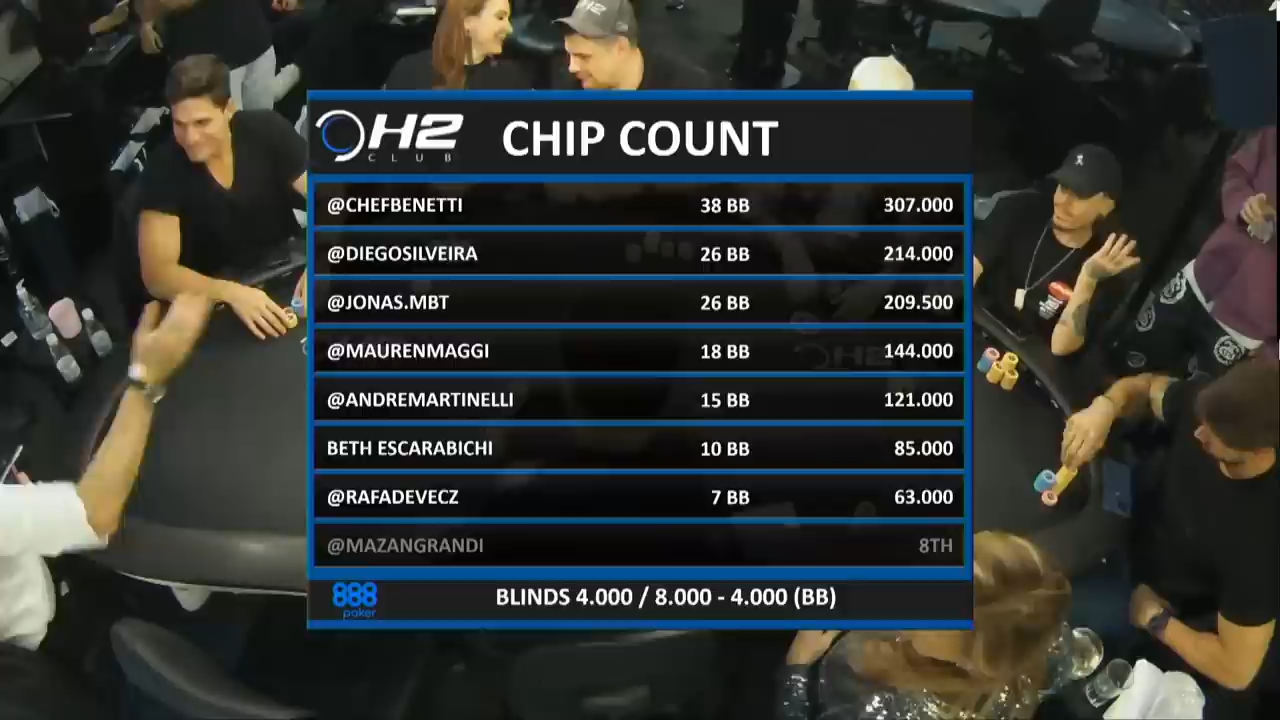 H2
CLUB
CHIP COUNT
@CHEFBENETTI 38 BB 307.000
@DIEGOSILVEIRA 26 BB 214.000
@JONAS.MBT 26 BB 209.500
@MAURENMAGGI 18 BB 144.000
@ANDREMARTINELLI 15 BB 121.000
BETH ESCARABICHI 10 BB 85.000
@RAFADEVECZ 7 BB 63.000
@MAZANGRANDI 8TH
888
poker
BLINDS 4.000 / 8.000 - 4.000 (BB)